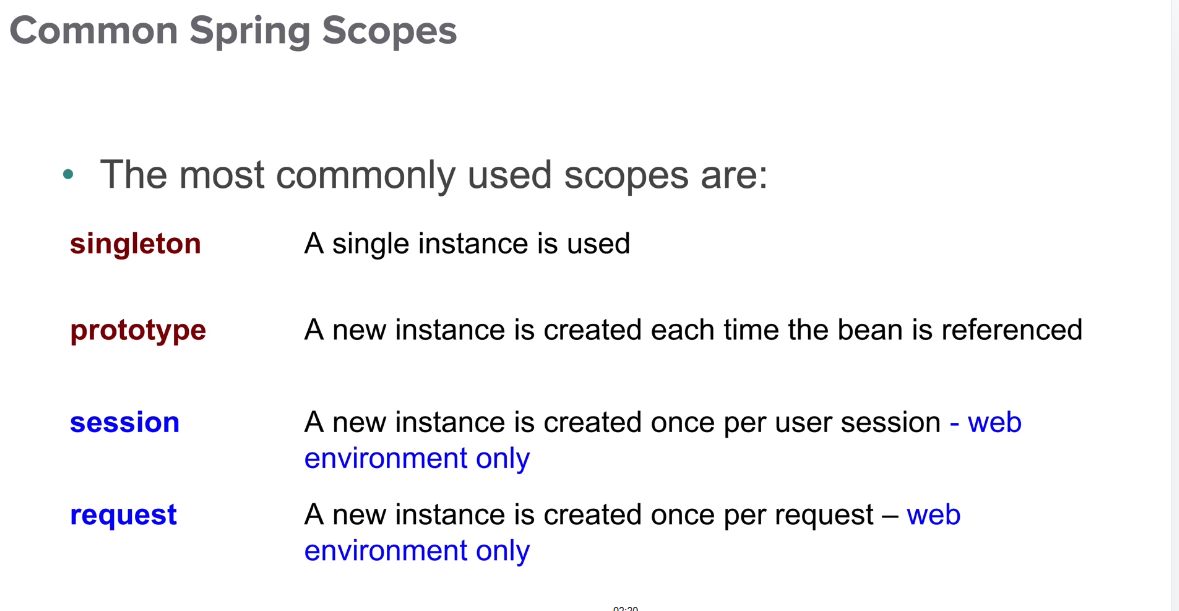 Common Spring Scopes
• The most commonly used scopes are:
singleton A single instance is used
prototype A new instance is created each time the bean is referenced
session A new instance is created once per user session - web
environment only
request A new instance is created once per request – web
environment only